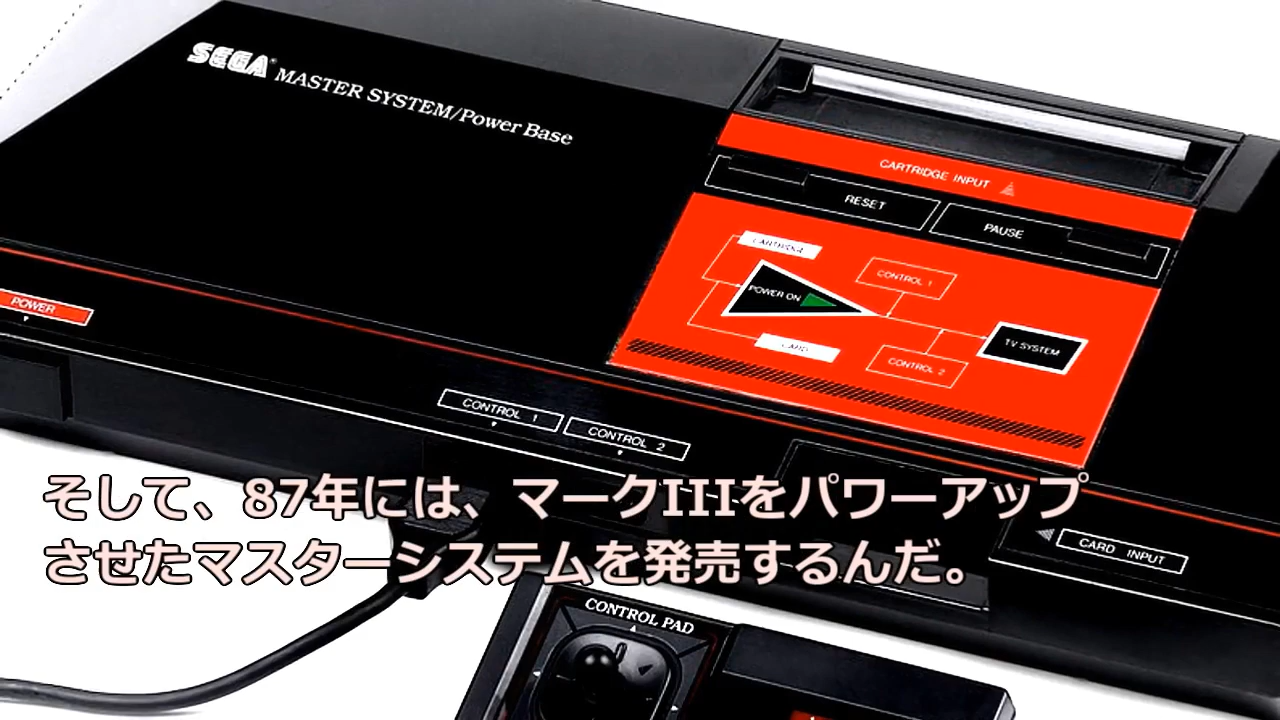 SEGA MASTER SYSTEM/Power Base
CARTRIDGE INPUT
RESET
PAUSE
CARTRIDGE
CONTROL 1
POWER ON
TV SYSTEM
CARD
CONTROL 2
POWER
CONTROL 1
CONTROL 2
そして、87年には、マークIIIをパワーアップ
させたマスターシステムを発売するんだ。
CARD INPUT
CONTROL PAD